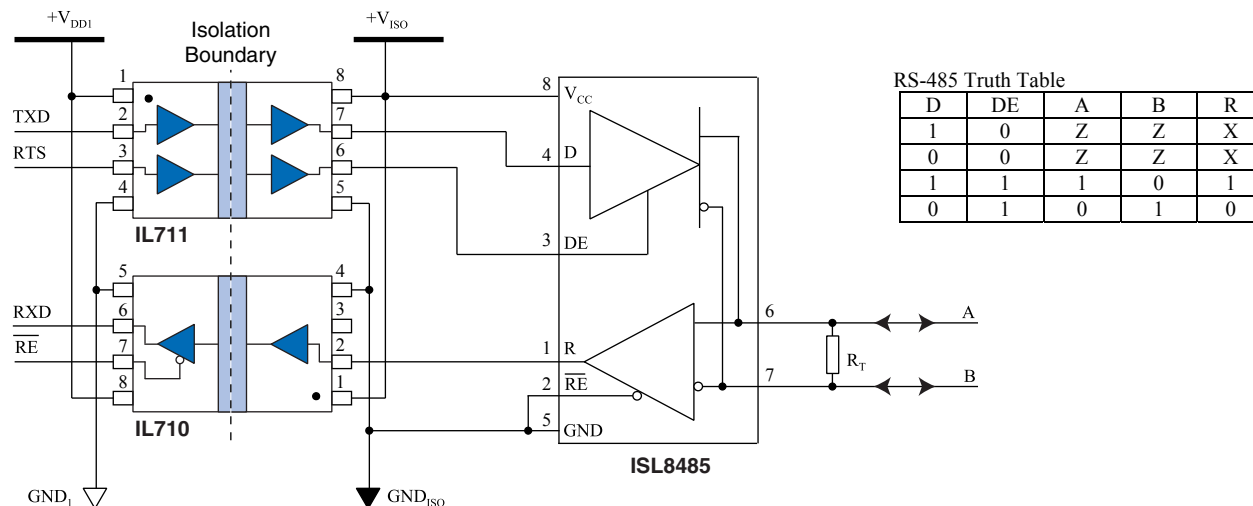 +VDD1
Isolation
Boundary
+VISO
1
8
TXD
2
7
RTS
3
6
4
5
IL711
5
4
RXD
6
3
RE
7
2
8
1
IL710
GND1
GNDISO
8
VCC
4
D
3
DE
1
R
2
RE
5
GND
6
7
ISL8485
A
RT
B
RS-485 Truth Table
D DE A B R
1 0 Z Z X
0 0 Z Z X
1 1 1 0 1
0 1 0 1 0